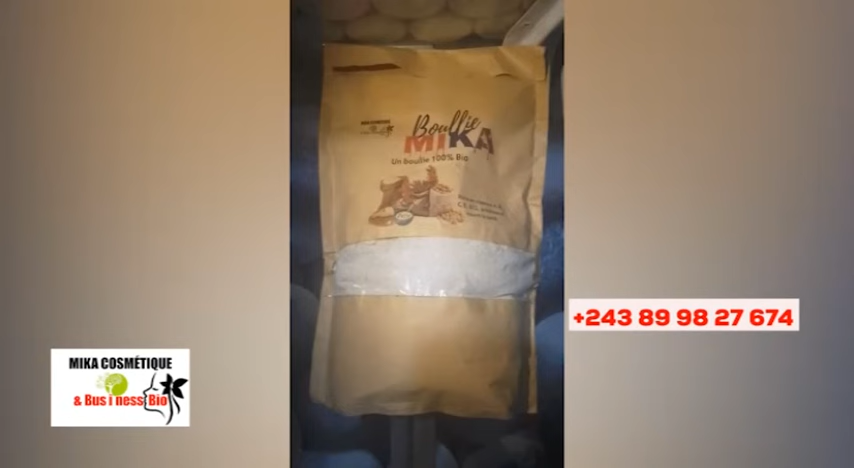 Bouillie
MIKA
Un bouillie 100% Bio
+243 89 98 27 674
MIKA COSMÉTIQUE
& Bus i ness Bio